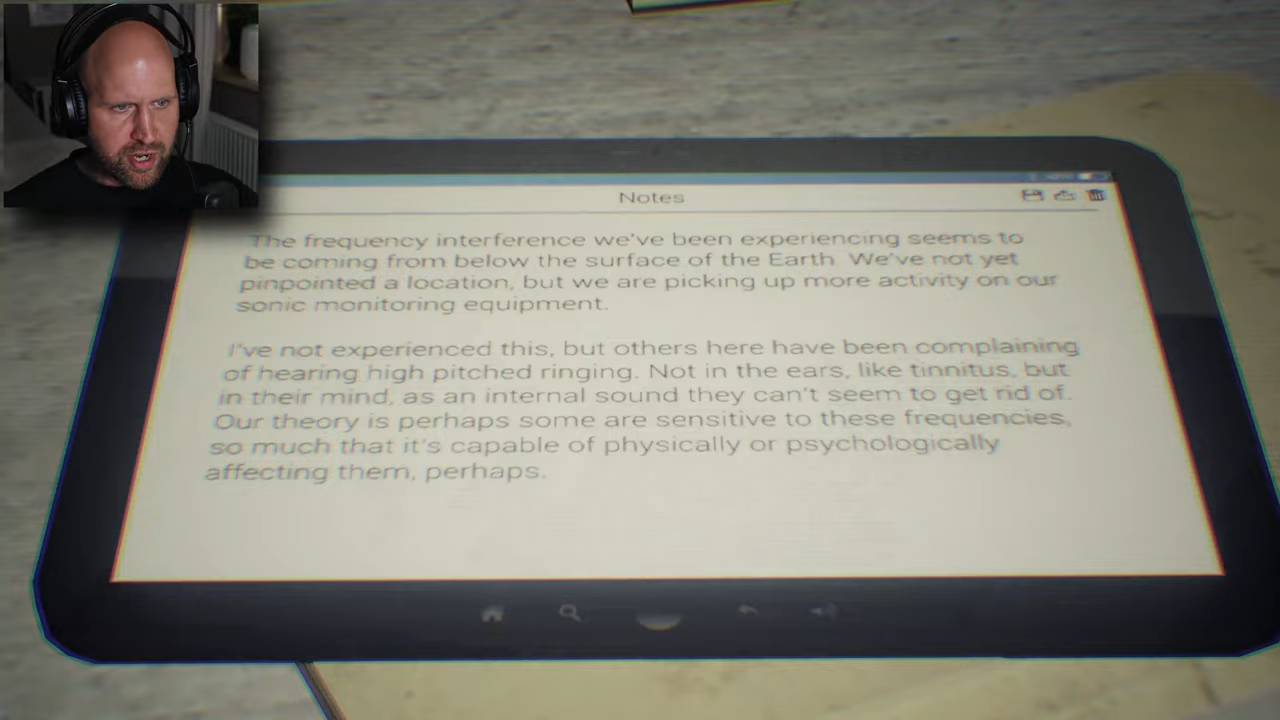 Notes
The frequency interference we've been experiencing seems to
be coming from below the surface of the Earth. We've not yet
pinpointed a location, but we are picking up more activity on our
sonic monitoring equipment.
I've not experienced this, but others here have been complaining
of hearing high pitched ringing. Not in the ears, like tinnitus, but
in their mind, as an internal sound they can't seem to get rid of.
Our theory is perhaps some are sensitive to these frequencies,
so much that it's capable of physically or psychologically
affecting them, perhaps.